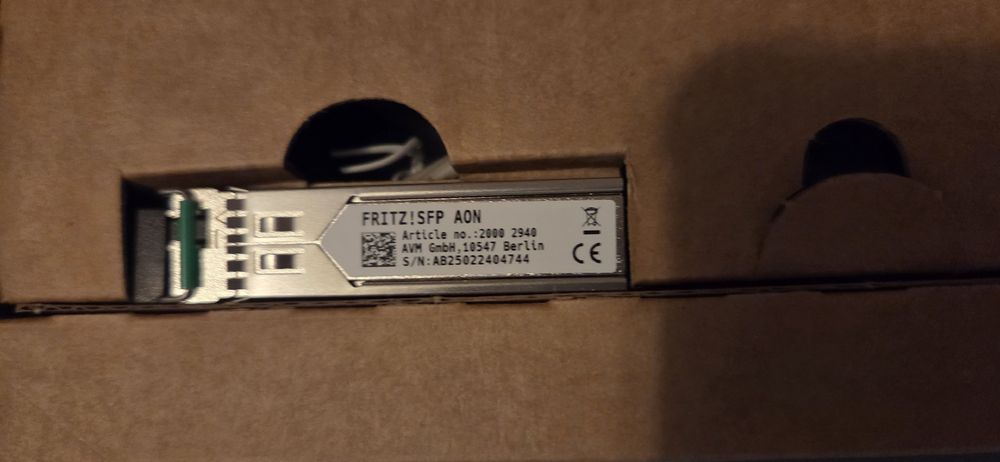 FRITZ!SFP AON
Article no.:2000 2940
AVM GmbH,10547 Berlin
S/N:AB25022404744
CE